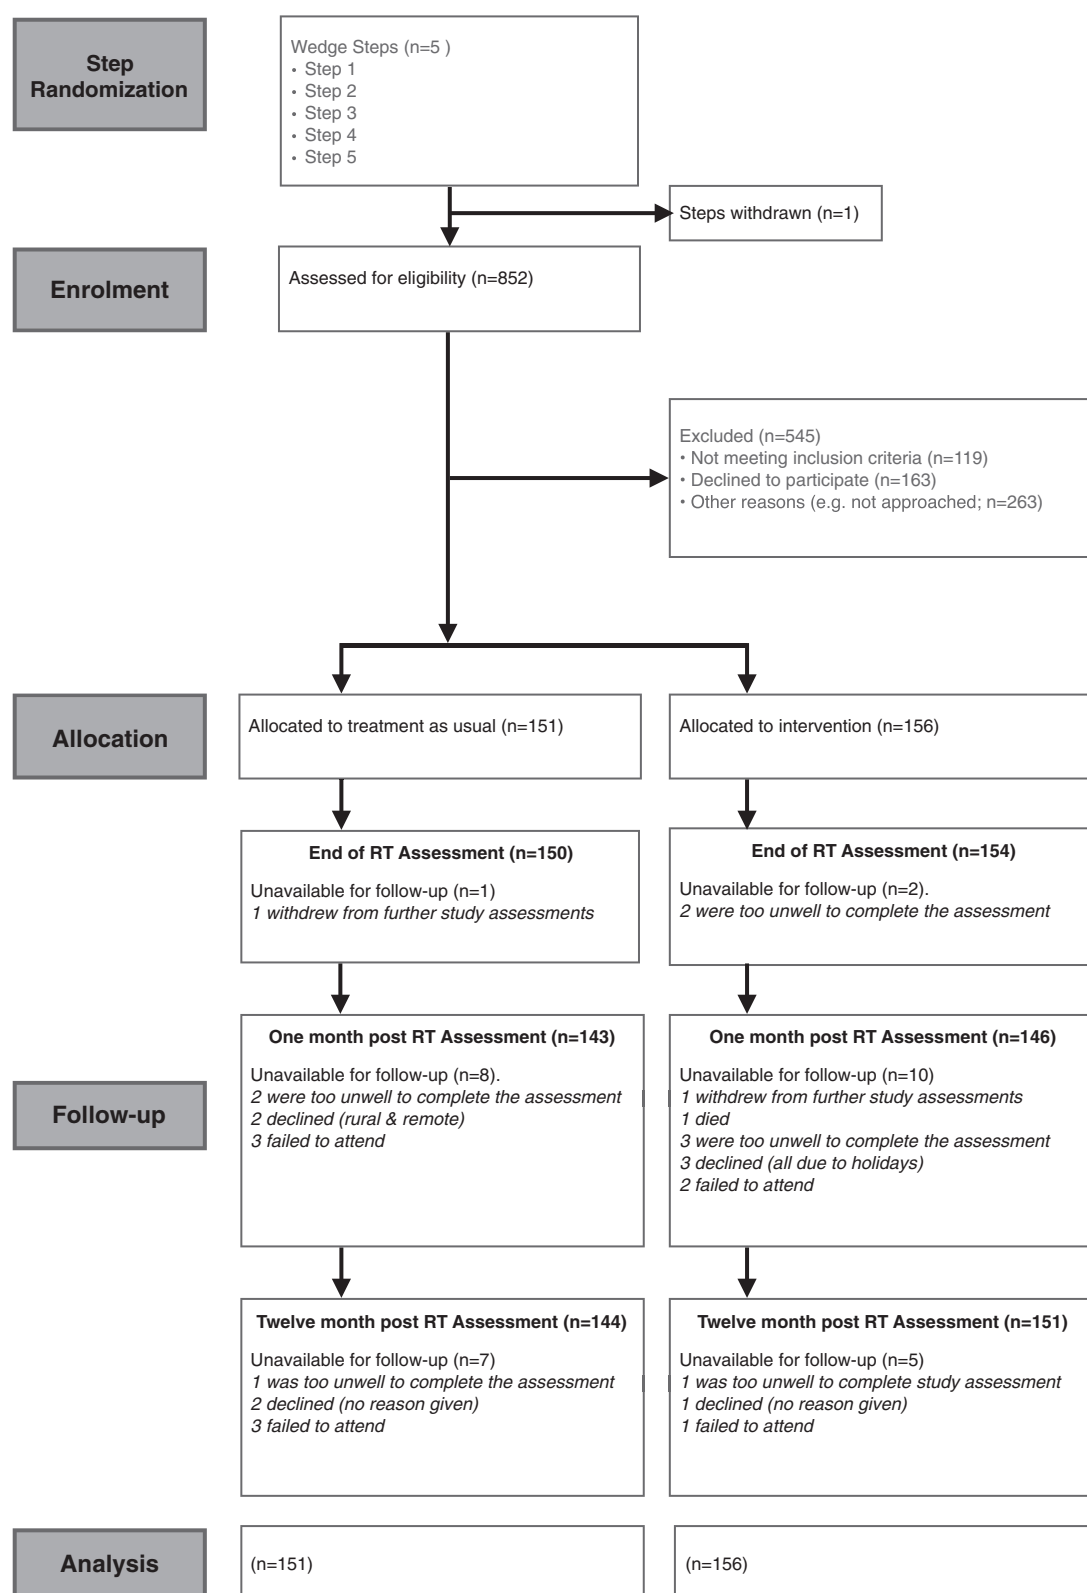 Step
Randomization
Wedge Steps (n=5 )
• Step 1
• Step 2
• Step 3
• Step 4
• Step 5
Steps withdrawn (n=1)
Enrolment
Assessed for eligibility (n=852)
Excluded (n=545)
• Not meeting inclusion criteria (n=119)
• Declined to participate (n=163)
• Other reasons (e.g. not approached; n=263)
Allocation
Allocated to treatment as usual (n=151)
Allocated to intervention (n=156)
End of RT Assessment (n=150)
Unavailable for follow-up (n=1)
1 withdrew from further study assessments
End of RT Assessment (n=154)
Unavailable for follow-up (n=2).
2 were too unwell to complete the assessment
Follow-up
One month post RT Assessment (n=143)
Unavailable for follow-up (n=8).
2 were too unwell to complete the assessment
2 declined (rural & remote)
3 failed to attend
One month post RT Assessment (n=146)
Unavailable for follow-up (n=10)
1 withdrew from further study assessments
1 died
3 were too unwell to complete the assessment
3 declined (all due to holidays)
2 failed to attend
Twelve month post RT Assessment (n=144)
Unavailable for follow-up (n=7)
1 was too unwell to complete the assessment
2 declined (no reason given)
3 failed to attend
Twelve month post RT Assessment (n=151)
Unavailable for follow-up (n=5)
1 was too unwell to complete study assessment
1 declined (no reason given)
1 failed to attend
Analysis
(n=151)
(n=156)